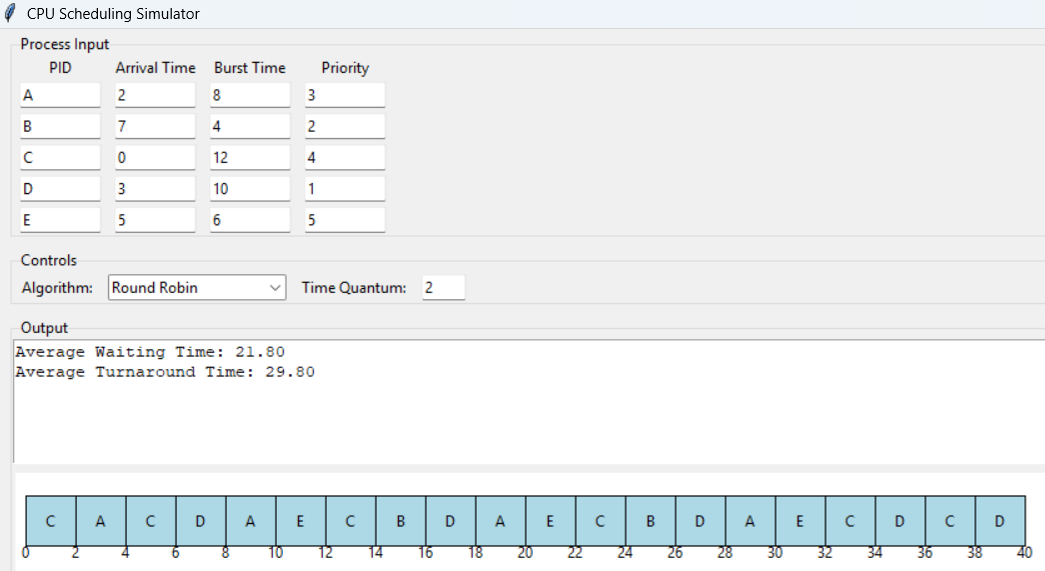 CPU Scheduling Simulator
Process Input
PID Arrival Time Burst Time Priority
A 2 8 3
B 7 4 2
C 0 12 4
D 3 10 1
E 5 6 5
Controls
Algorithm: Round Robin Time Quantum: 2
Output
Average Waiting Time: 21.80
Average Turnaround Time: 29.80
C A C D A E C B D A E C B D A E C D C D
0 2 4 6 8 10 12 14 16 18 20 22 24 26 28 30 32 34 36 38 40